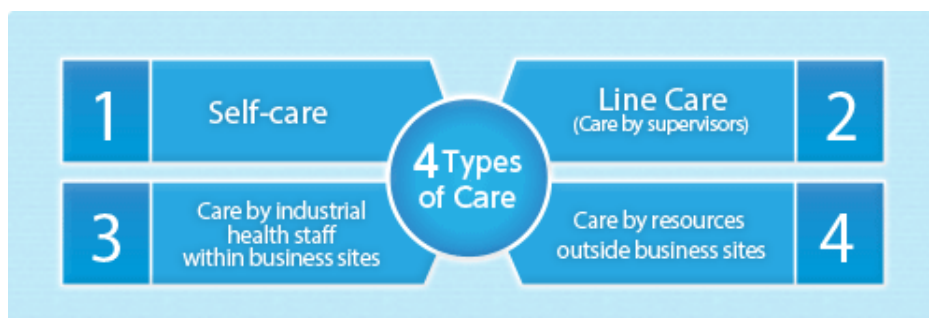 1
Self-care
Line Care
(Care by supervisors)
2
4 Types
of Care
3
Care by industrial
health staff
within business sites
Care by resources
outside business sites
4